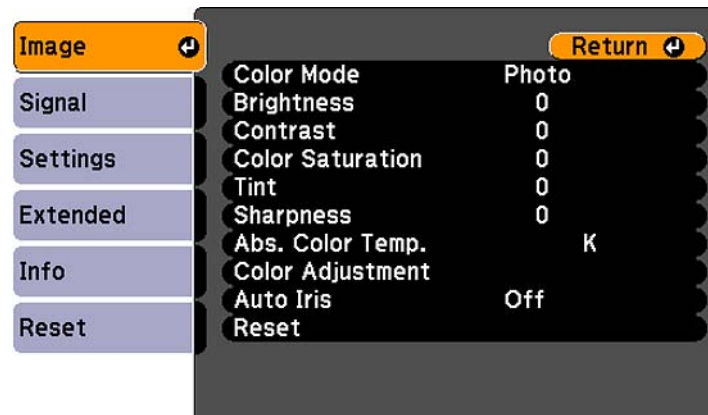 Image
Signal
Settings
Extended
Info
Reset
Return
Color Mode Photo
Brightness 0
Contrast 0
Color Saturation 0
Tint 0
Sharpness 0
Abs. Color Temp. K
Color Adjustment
Auto Iris Off
Reset